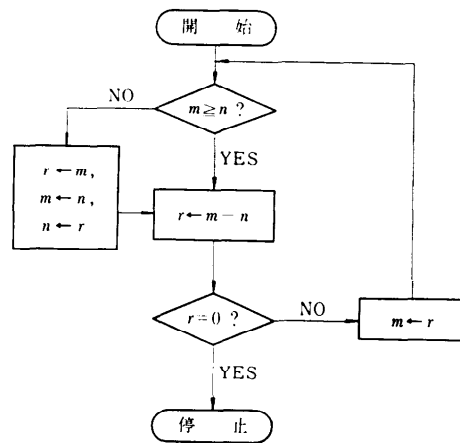 開 始
NO
m≧n ?
YES
r←m,
m←n,
n←r
r←m−n
r=0 ?
NO
m←r
YES
停 止